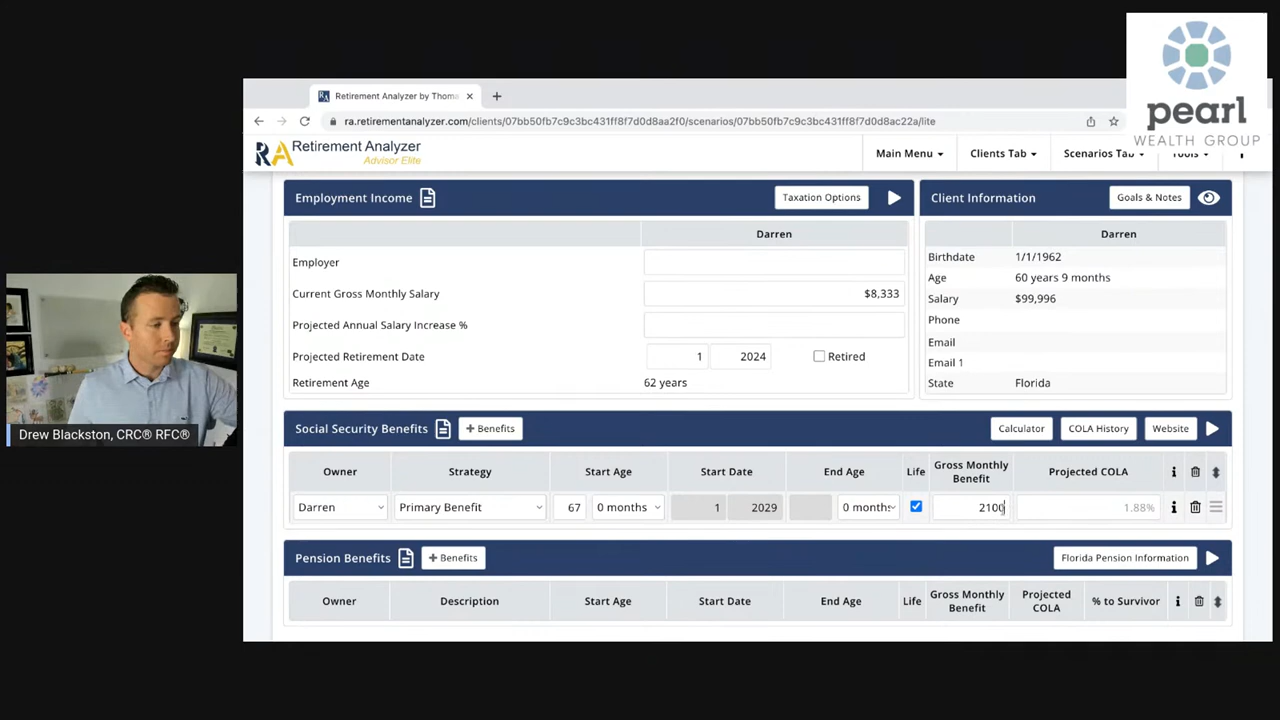 pearl
WEALTH GROUP
Retirement Analyzer by Thoma
ra.retirementanalyzer.com/clients/07bb50fb7c9c3bc431ff8f7d0d8aa2f0/scenarios/07bb50fb7c9c3bc431ff8f7d0d8ac22a/lite
RA Retirement Analyzer
Advisor Elite
Main Menu Clients Tab Scenarios Tab Tools
Employment Income Taxation Options
Darren
Employer
Current Gross Monthly Salary $8,333
Projected Annual Salary Increase %
Projected Retirement Date 1 2024 Retired
Retirement Age 62 years
Client Information Goals & Notes
Darren
Birthdate 1/1/1962
Age 60 years 9 months
Salary $99,996
Phone
Email
Email 1
State Florida
Drew Blackston, CRC® RFC®
Social Security Benefits + Benefits Calculator COLA History Website
Owner Strategy Start Age Start Date End Age Life Gross Monthly Benefit Projected COLA
Darren Primary Benefit 67 0 months 1 2029 0 months 2100 1.88%
Pension Benefits + Benefits Florida Pension Information
Owner Description Start Age Start Date End Age Life Gross Monthly Benefit Projected COLA % to Survivor